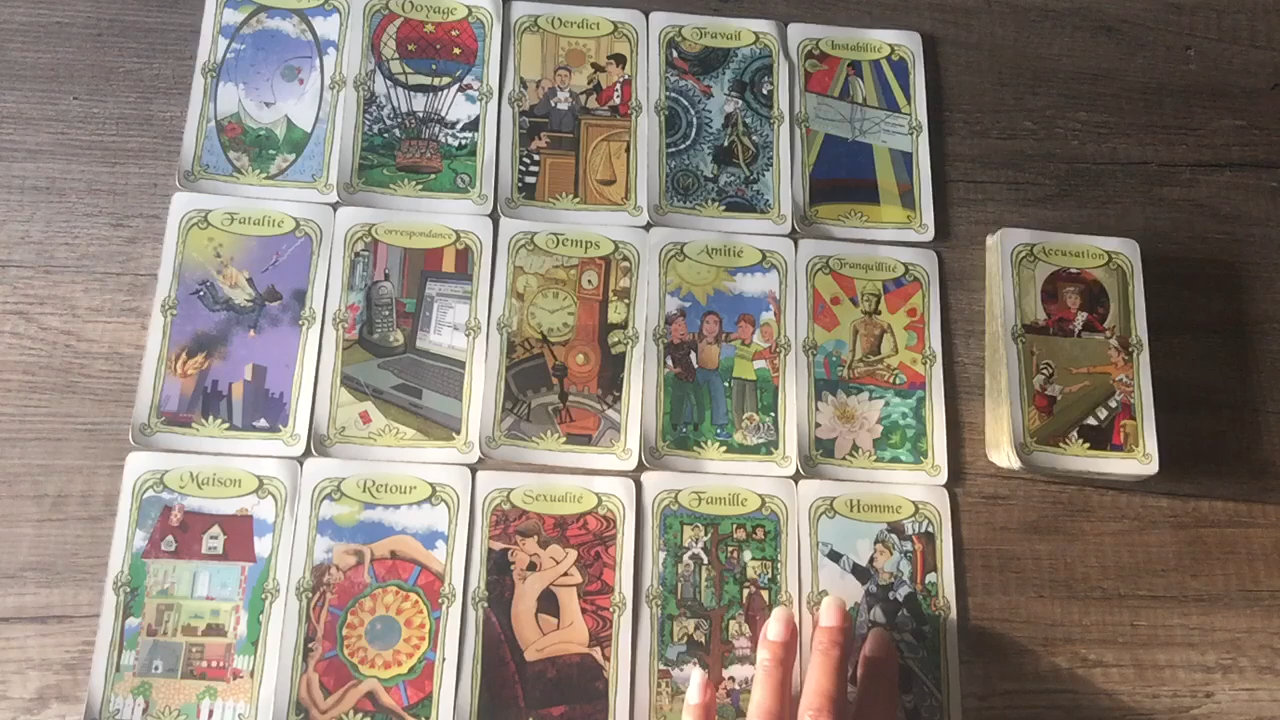 Voyage
Verdict
Travail
Instabilité
Fatalité
Correspondance
Temps
Amitié
Tranquillité
Accusation
Maison
Retour
Sexualité
Famille
Homme